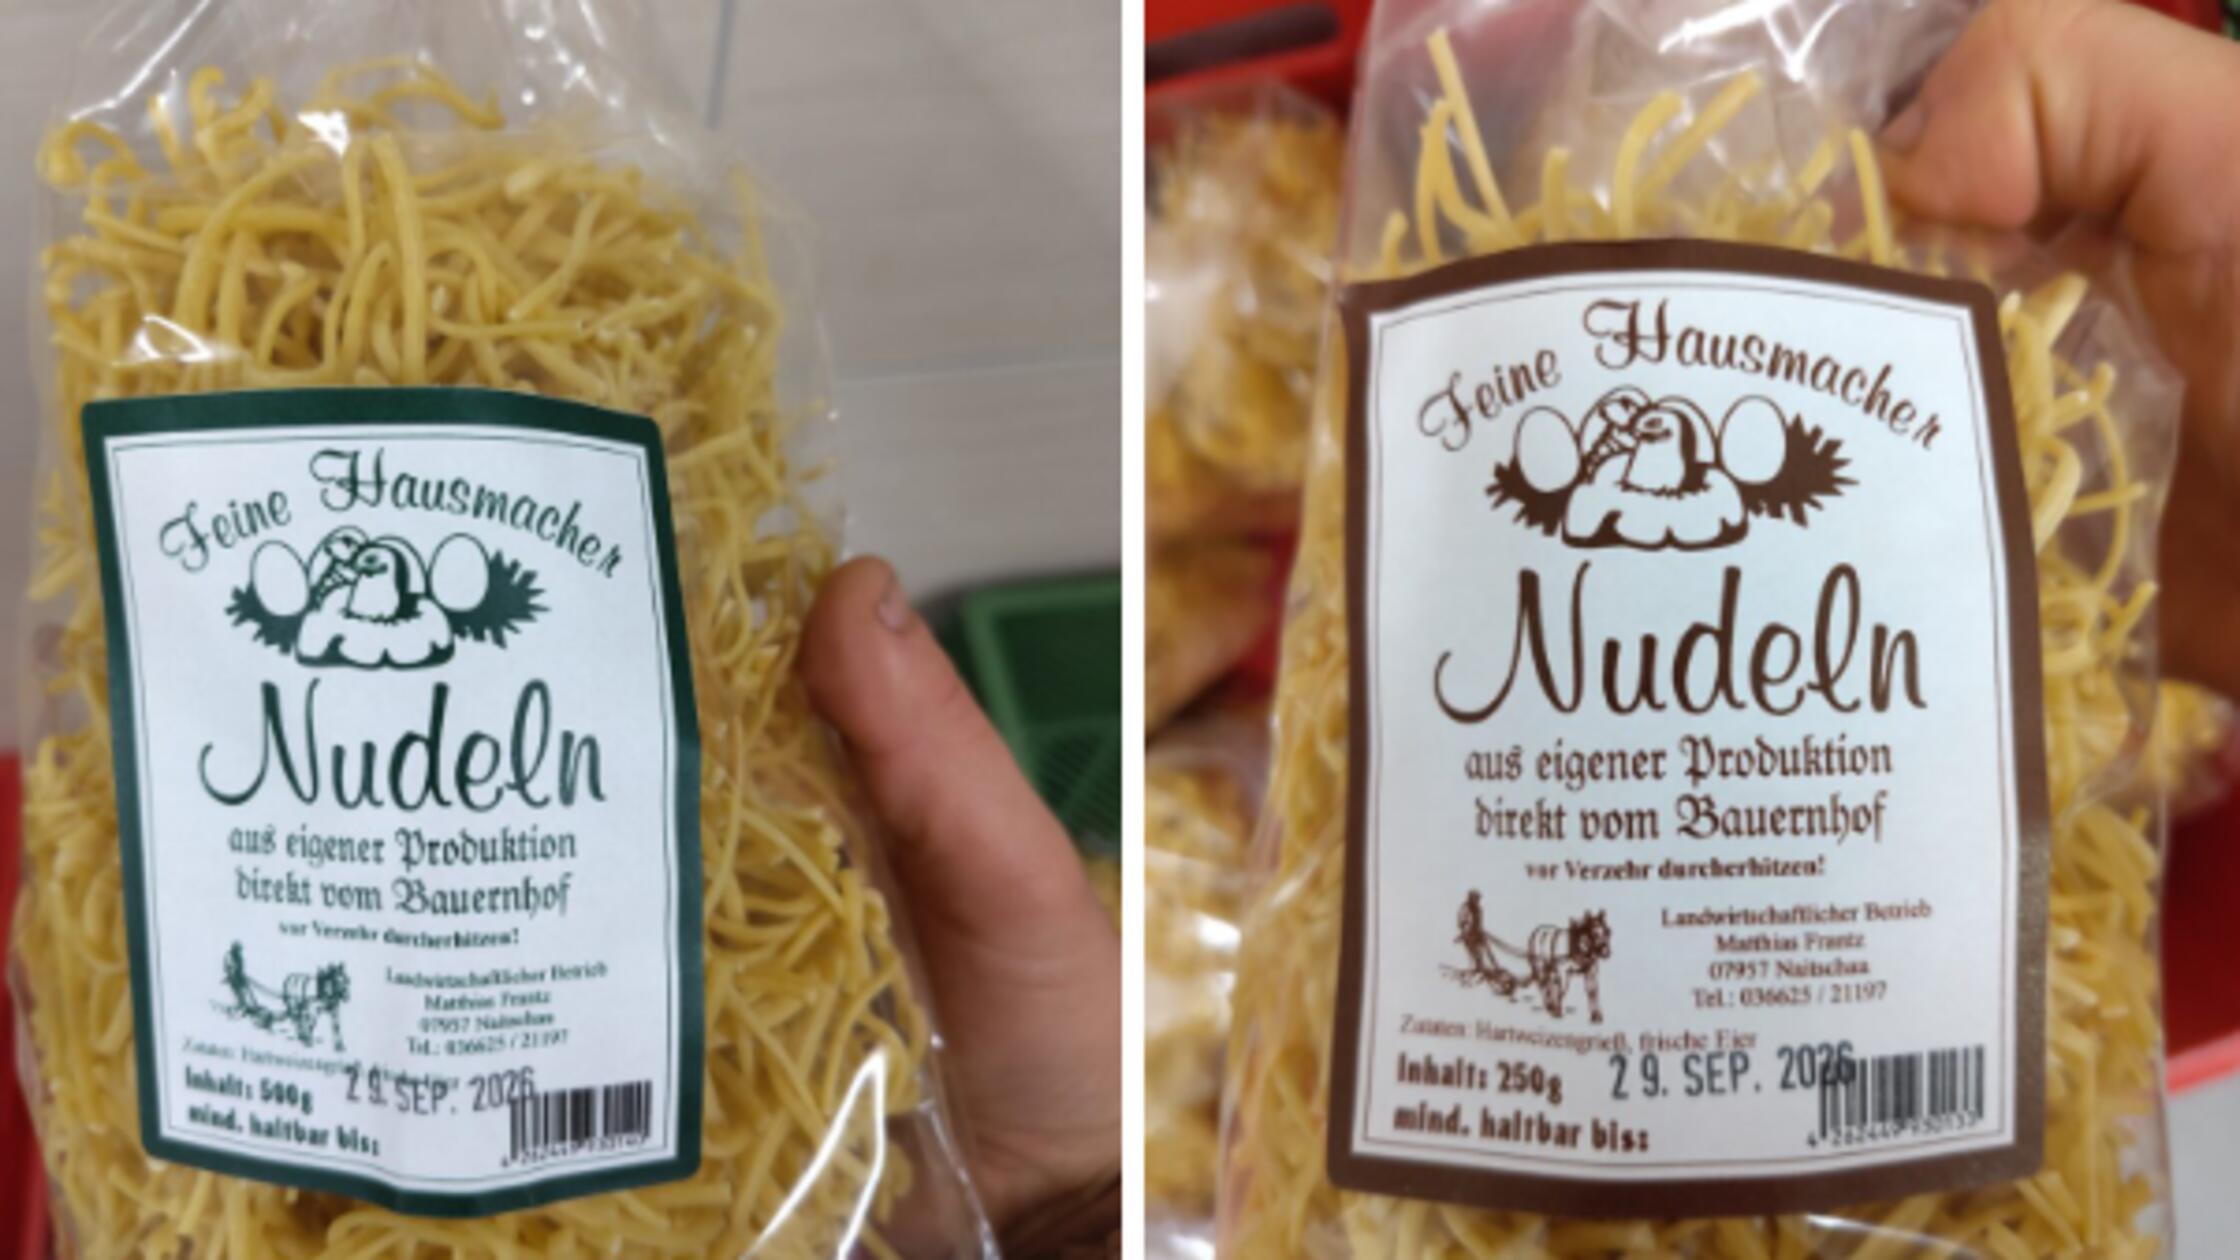 Feine Hausmacher
Nudeln
aus eigener Produktion
direkt vom Bauernhof
vor Verzehr durcherhitzen!
Landwirtschaftlicher Betrieb
Matthias Frantz
07957 Naitschau
Tel.: 036625 / 21197
Zutaten: Hartweizengrieß,
Inhalt: 500g 29. SEP. 2026
mind. haltbar bis:
Feine Hausmacher
Nudeln
aus eigener Produktion
direkt vom Bauernhof
vor Verzehr durcherhitzen!
Landwirtschaftlicher Betrieb
Matthias Frantz
07957 Naitschau
Tel.: 036625 / 21197
Zutaten: Hartweizengrieß, frische Eier
Inhalt: 250g 29. SEP. 2026
mind. haltbar bis: